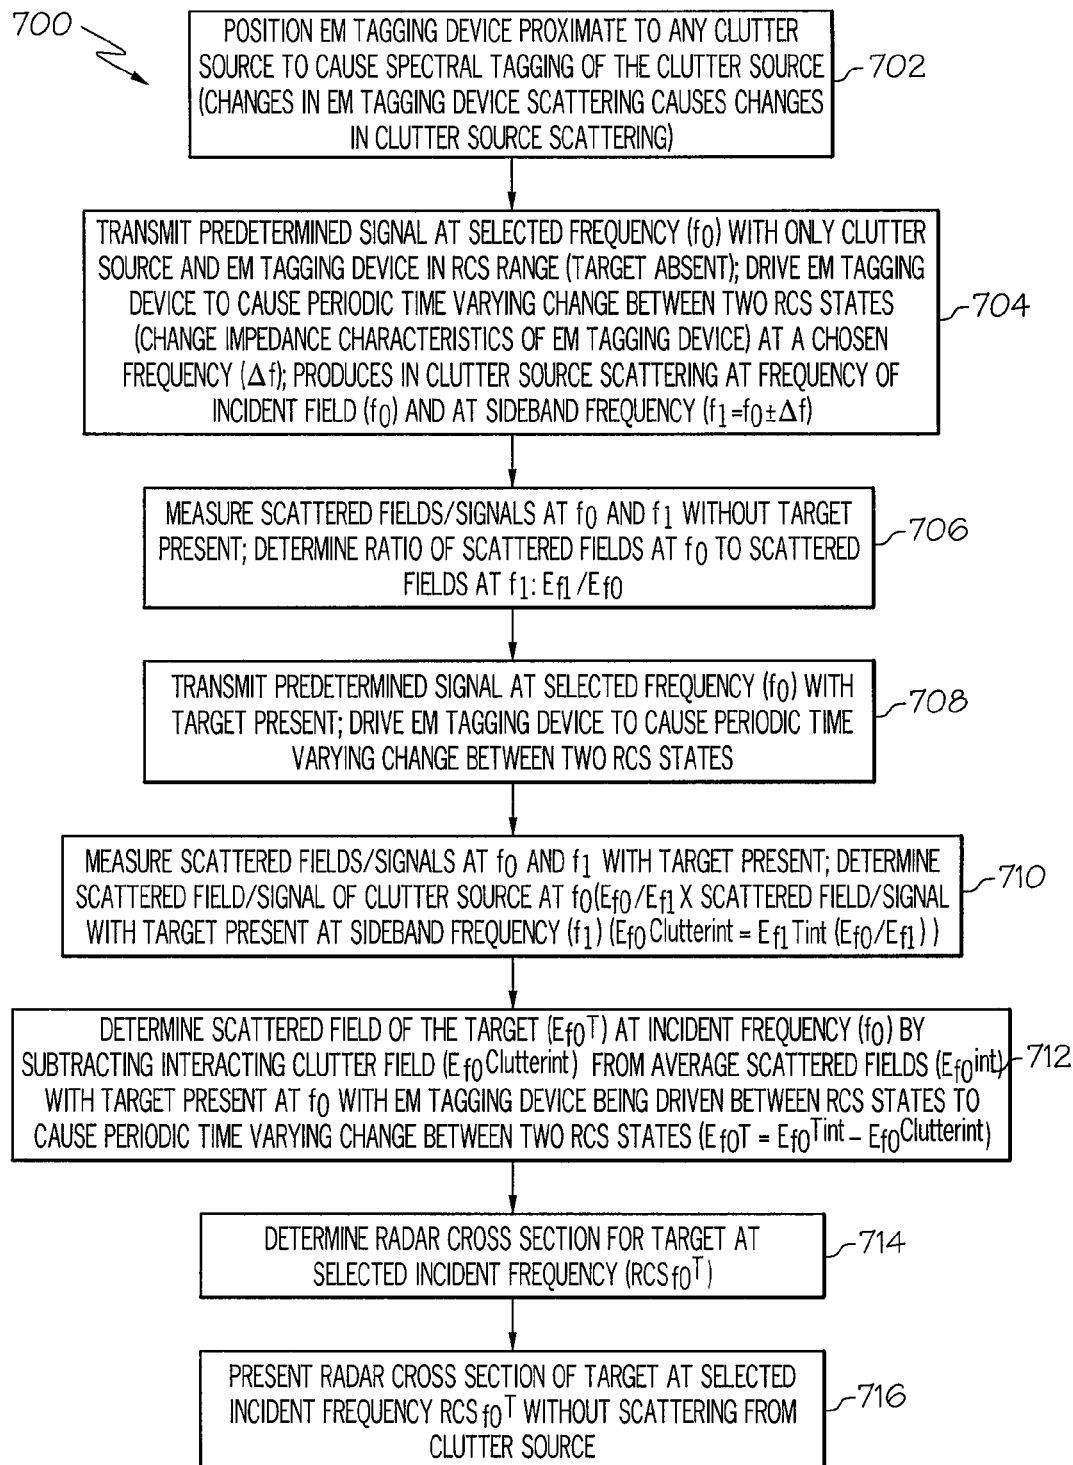 700
POSITION EM TAGGING DEVICE PROXIMATE TO ANY CLUTTER
SOURCE TO CAUSE SPECTRAL TAGGING OF THE CLUTTER SOURCE
(CHANGES IN EM TAGGING DEVICE SCATTERING CAUSES CHANGES
IN CLUTTER SOURCE SCATTERING)
702
TRANSMIT PREDETERMINED SIGNAL AT SELECTED FREQUENCY (f0) WITH ONLY CLUTTER
SOURCE AND EM TAGGING DEVICE IN RCS RANGE (TARGET ABSENT); DRIVE EM TAGGING
DEVICE TO CAUSE PERIODIC TIME VARYING CHANGE BETWEEN TWO RCS STATES
(CHANGE IMPEDANCE CHARACTERISTICS OF EM TAGGING DEVICE) AT A CHOSEN
FREQUENCY (Δf); PRODUCES IN CLUTTER SOURCE SCATTERING AT FREQUENCY OF
INCIDENT FIELD (f0) AND AT SIDEBAND FREQUENCY (f1=f0±Δf)
704
MEASURE SCATTERED FIELDS/SIGNALS AT f0 AND f1 WITHOUT TARGET
PRESENT; DETERMINE RATIO OF SCATTERED FIELDS AT f0 TO SCATTERED
FIELDS AT f1: Ef1/Ef0
706
TRANSMIT PREDETERMINED SIGNAL AT SELECTED FREQUENCY (f0) WITH
TARGET PRESENT; DRIVE EM TAGGING DEVICE TO CAUSE PERIODIC TIME
VARYING CHANGE BETWEEN TWO RCS STATES
708
MEASURE SCATTERED FIELDS/SIGNALS AT f0 AND f1 WITH TARGET PRESENT; DETERMINE
SCATTERED FIELD/SIGNAL OF CLUTTER SOURCE AT f0(Ef0/Ef1 X SCATTERED FIELD/SIGNAL
WITH TARGET PRESENT AT SIDEBAND FREQUENCY (f1) (Ef0Clutterint = Ef1Tint (Ef0/Ef1) )
710
DETERMINE SCATTERED FIELD OF THE TARGET (Ef0T) AT INCIDENT FREQUENCY (f0) BY
SUBTRACTING INTERACTING CLUTTER FIELD (Ef0Clutterint) FROM AVERAGE SCATTERED FIELDS (Ef0int)
WITH TARGET PRESENT AT f0 WITH EM TAGGING DEVICE BEING DRIVEN BETWEEN RCS STATES TO
CAUSE PERIODIC TIME VARYING CHANGE BETWEEN TWO RCS STATES (Ef0T = Ef0Tint – Ef0Clutterint)
712
DETERMINE RADAR CROSS SECTION FOR TARGET AT
SELECTED INCIDENT FREQUENCY (RCSf0T)
714
PRESENT RADAR CROSS SECTION OF TARGET AT SELECTED
INCIDENT FREQUENCY RCSf0T WITHOUT SCATTERING FROM
CLUTTER SOURCE
716